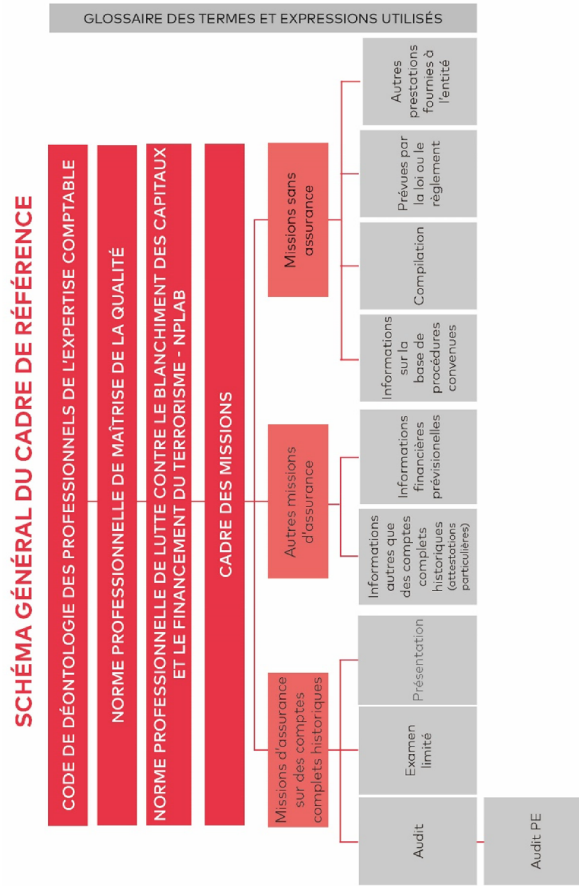 SCHÉMA GÉNÉRAL DU CADRE DE RÉFÉRENCE
CODE DE DÉONTOLOGIE DES PROFESSIONNELS DE L'EXPERTISE COMPTABLE
NORME PROFESSIONNELLE DE MAÎTRISE DE LA QUALITÉ
NORME PROFESSIONNELLE DE LUTTE CONTRE LE BLANCHIMENT DES CAPITAUX
ET LE FINANCEMENT DU TERRORISME - NPLAB
CADRE DES MISSIONS
Missions d'assurance
sur des comptes
complets historiques
Autres missions
d'assurance
Missions sans
assurance
Audit
Examen
limité
Présentation
Informations
autres que
des comptes
complets
historiques
(attestations
particulières)
Informations
financières
prévisionelles
Informations
sur la
base de
procédures
convenues
Compilation
Prévues par
la loi ou le
règlement
Autres
prestations
fournies à
l'entité
Audit PE
GLOSSAIRE DES TERMES ET EXPRESSIONS UTILISÉS